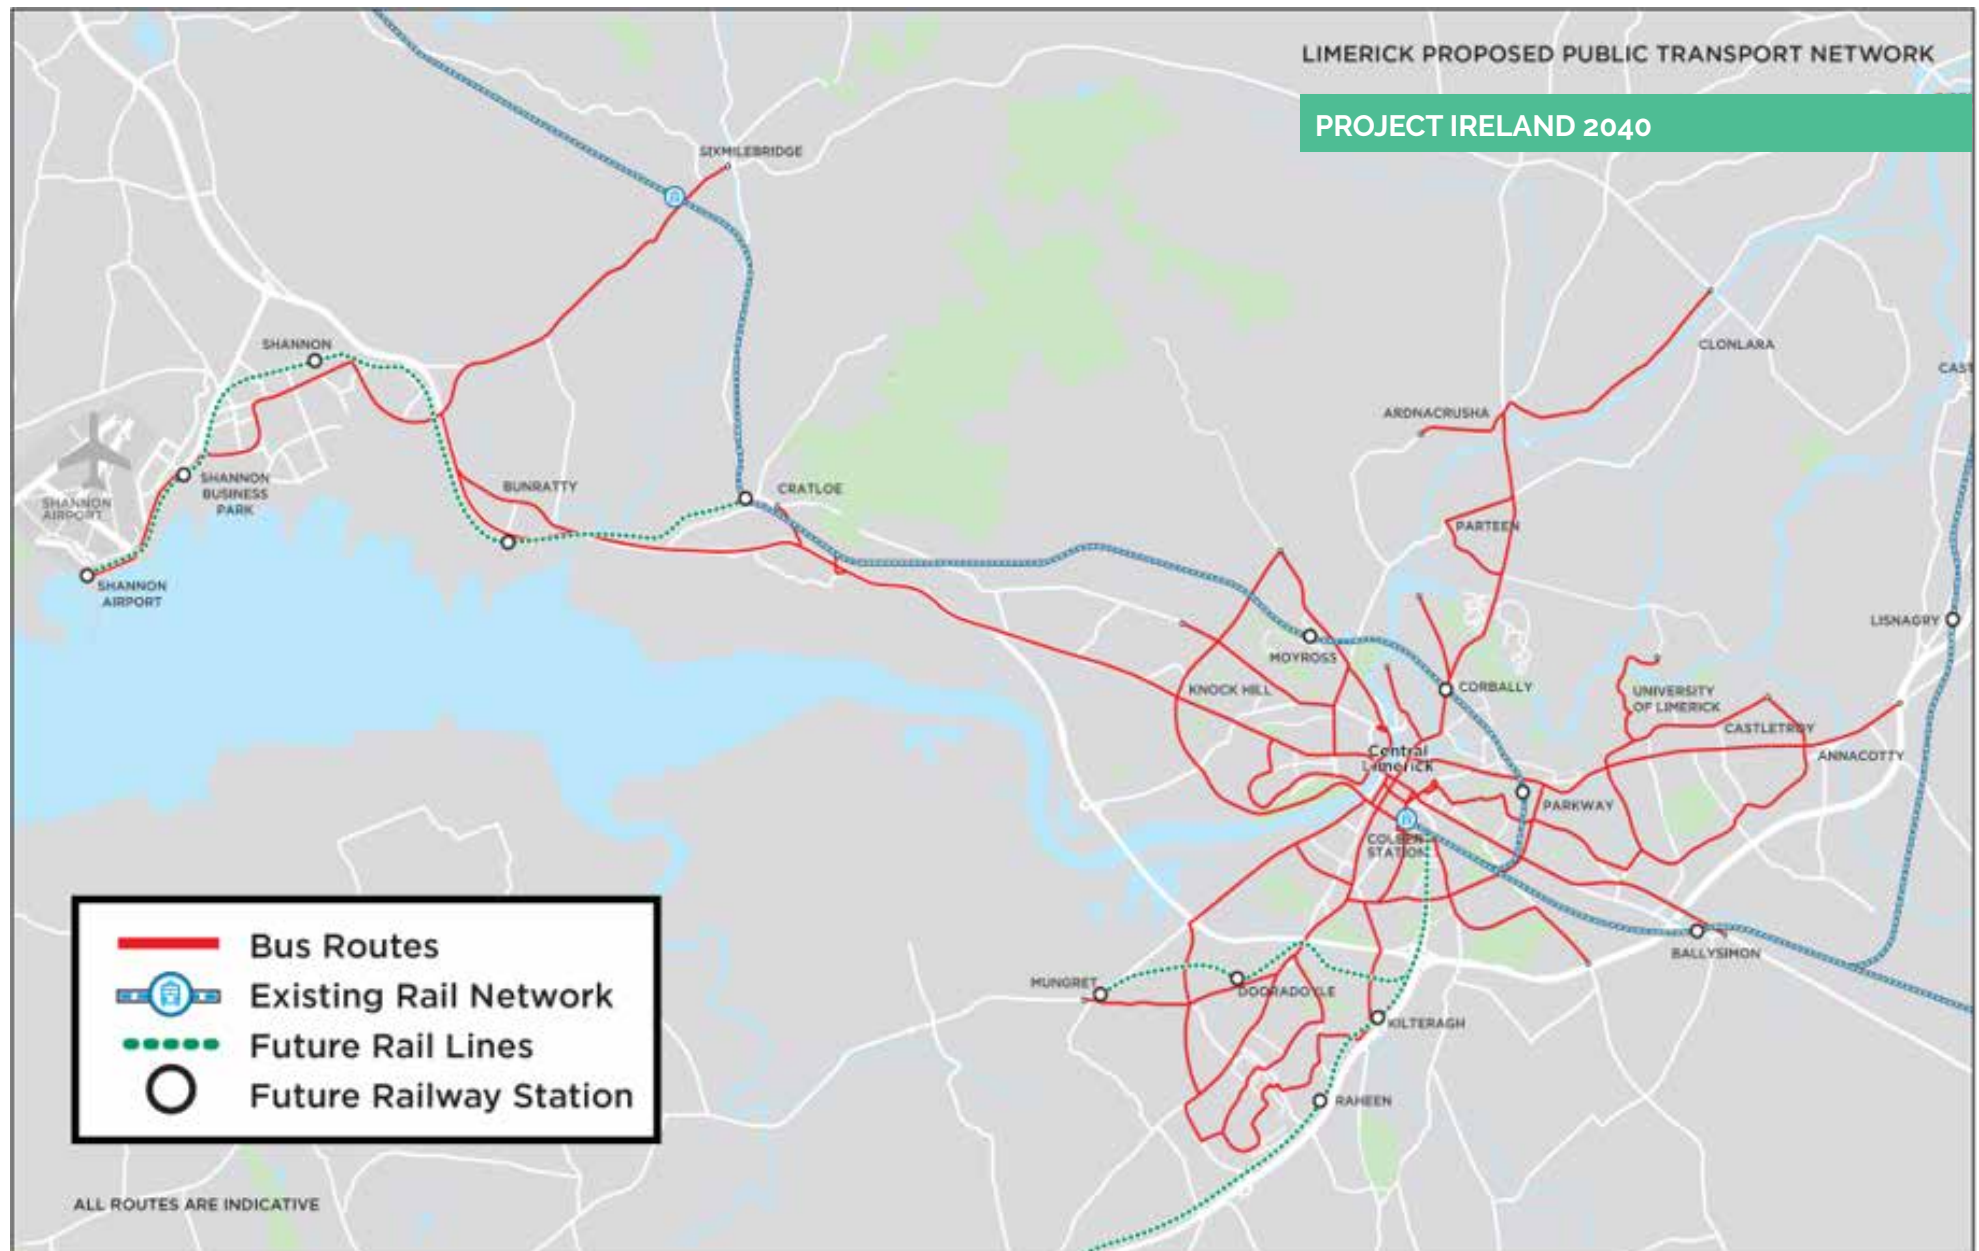 LIMERICK PROPOSED PUBLIC TRANSPORT NETWORK
PROJECT IRELAND 2040
SIXMILEBRIDGE
SHANNON
CLONLARA
CAST
ARDNACRUSHA
SHANNON
BUSINESS
PARK
SHANNON
AIRPORT
BUNRATTY
CRATLOE
PARTEEN
SHANNON
AIRPORT
LISNAGRY
MOYROSS
KNOCK HILL
CORBALLY
UNIVERSITY
OF LIMERICK
CASTLETROY
ANNACOTTY
Central
Limerick
PARKWAY
COLBERT
STATION
BALLYSIMON
MUNGRET
DOORADOYLE
KILTERAGH
RAHEEN
Bus Routes
Existing Rail Network
Future Rail Lines
Future Railway Station
ALL ROUTES ARE INDICATIVE